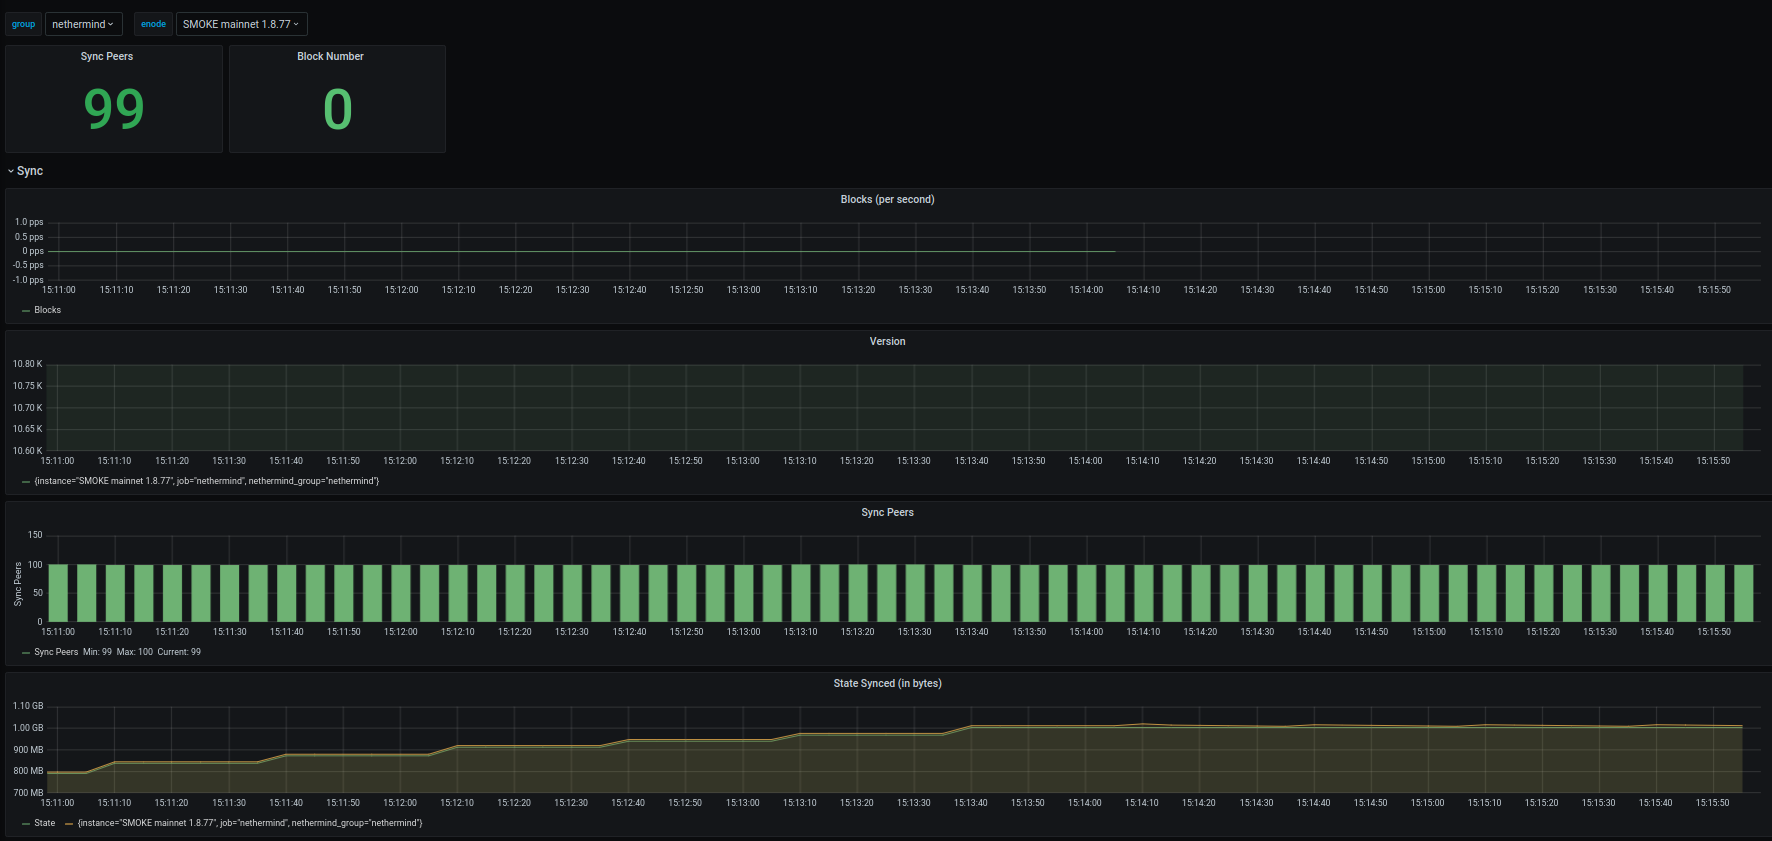 group nethermind enode SMOKE mainnet 1.8.77
Sync Peers
99
Block Number
0
Sync
Blocks (per second)
1.0 pps
0.5 pps
0 pps
-0.5 pps
-1.0 pps
15:11:00 15:11:10 15:11:20 15:11:30 15:11:40 15:11:50 15:12:00 15:12:10 15:12:20 15:12:30 15:12:40 15:12:50 15:13:00 15:13:10 15:13:20 15:13:30 15:13:40 15:13:50 15:14:00 15:14:10 15:14:20 15:14:30 15:14:40 15:14:50 15:15:00 15:15:10 15:15:20 15:15:30 15:15:40 15:15:50
Blocks
Version
10.80 K
10.75 K
10.70 K
10.65 K
10.60 K
15:11:00 15:11:10 15:11:20 15:11:30 15:11:40 15:11:50 15:12:00 15:12:10 15:12:20 15:12:30 15:12:40 15:12:50 15:13:00 15:13:10 15:13:20 15:13:30 15:13:40 15:13:50 15:14:00 15:14:10 15:14:20 15:14:30 15:14:40 15:14:50 15:15:00 15:15:10 15:15:20 15:15:30 15:15:40 15:15:50
{instance="SMOKE mainnet 1.8.77", job="nethermind", nethermind_group="nethermind"}
Sync Peers
Sync Peers
150
100
50
0
15:11:00 15:11:10 15:11:20 15:11:30 15:11:40 15:11:50 15:12:00 15:12:10 15:12:20 15:12:30 15:12:40 15:12:50 15:13:00 15:13:10 15:13:20 15:13:30 15:13:40 15:13:50 15:14:00 15:14:10 15:14:20 15:14:30 15:14:40 15:14:50 15:15:00 15:15:10 15:15:20 15:15:30 15:15:40 15:15:50
Sync Peers Min: 99 Max: 100 Current: 99
State Synced (in bytes)
1.10 GB
1.00 GB
900 MB
800 MB
700 MB
15:11:00 15:11:10 15:11:20 15:11:30 15:11:40 15:11:50 15:12:00 15:12:10 15:12:20 15:12:30 15:12:40 15:12:50 15:13:00 15:13:10 15:13:20 15:13:30 15:13:40 15:13:50 15:14:00 15:14:10 15:14:20 15:14:30 15:14:40 15:14:50 15:15:00 15:15:10 15:15:20 15:15:30 15:15:40 15:15:50
State {instance="SMOKE mainnet 1.8.77", job="nethermind", nethermind_group="nethermind"}